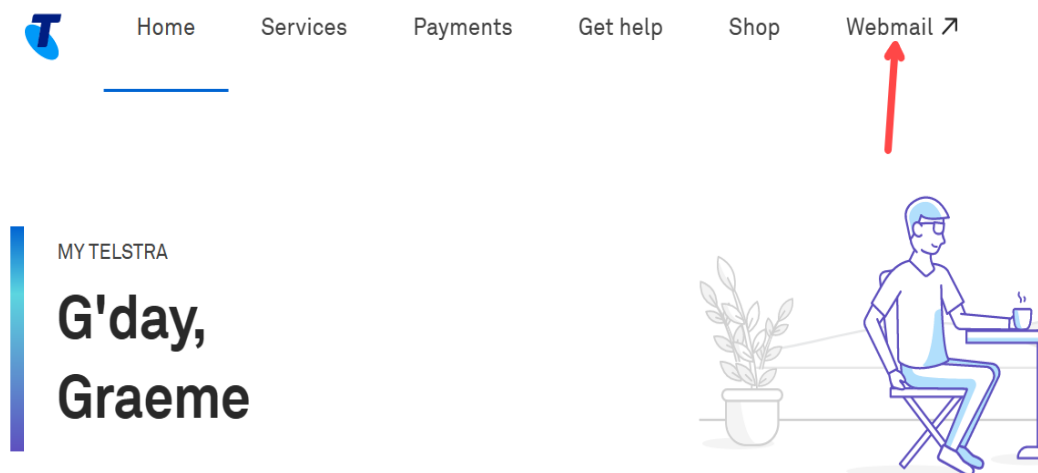 T
Home Services Payments Get help Shop Webmail ↗
MY TELSTRA
G'day,
Graeme